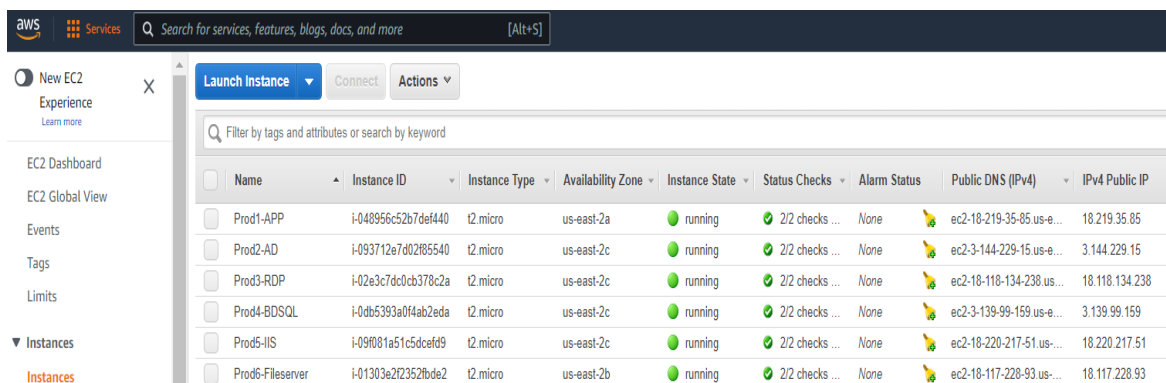 aws Services Search for services, features, blogs, docs, and more [Alt+S]
New EC2
Experience
Learn more
X
EC2 Dashboard
EC2 Global View
Events
Tags
Limits
Instances
Instances
Launch Instance Connect Actions
Filter by tags and attributes or search by keyword
Name Instance ID Instance Type Availability Zone Instance State Status Checks Alarm Status Public DNS (IPv4) IPv4 Public IP
Prod1-APP i-048956c52b7def440 t2.micro us-east-2a running 2/2 checks ... None ec2-18-219-35-85.us-e... 18.219.35.85
Prod2-AD i-093712e7d02f85540 t2.micro us-east-2c running 2/2 checks ... None ec2-3-144-229-15.us-e... 3.144.229.15
Prod3-RDP i-02e3c7dc0cb378c2a t2.micro us-east-2c running 2/2 checks ... None ec2-18-118-134-238.us... 18.118.134.238
Prod4-BDSQL i-0db5393a0f4ab2eda t2.micro us-east-2c running 2/2 checks ... None ec2-3-139-99-159.us-e... 3.139.99.159
Prod5-IIS i-09f081a51c5dcefd9 t2.micro us-east-2c running 2/2 checks ... None ec2-18-220-217-51.us-... 18.220.217.51
Prod6-Fileserver i-01303e2f2352fbde2 t2.micro us-east-2b running 2/2 checks ... None ec2-18-117-228-93.us-... 18.117.228.93